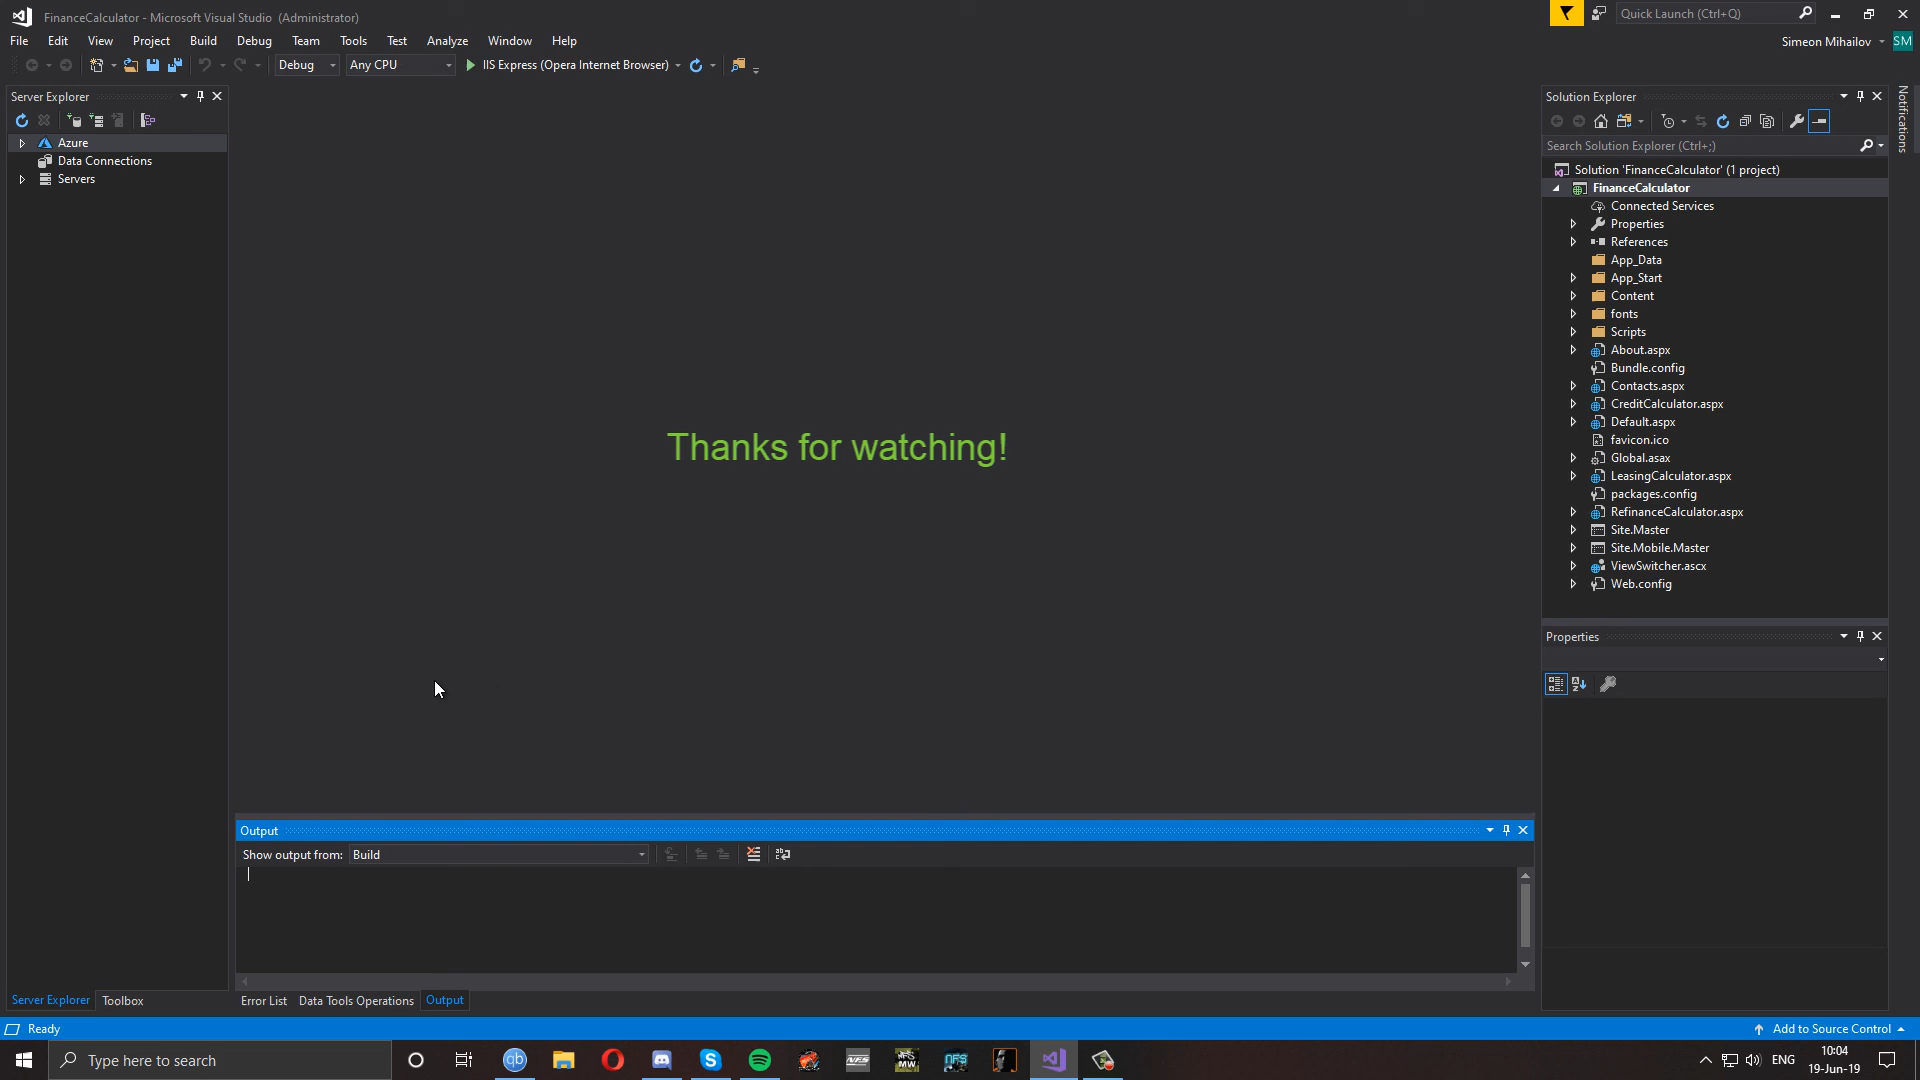 FinanceCalculator - Microsoft Visual Studio (Administrator)
Quick Launch (Ctrl+Q)
File Edit View Project Build Debug Team Tools Test Analyze Window Help
Simeon Mihailov SM
Debug Any CPU IIS Express (Opera Internet Browser)
Server Explorer
Azure
Data Connections
Servers
Thanks for watching!
Solution Explorer
Search Solution Explorer (Ctrl+;)
Solution 'FinanceCalculator' (1 project)
FinanceCalculator
Connected Services
Properties
References
App_Data
App_Start
Content
fonts
Scripts
About.aspx
Bundle.config
Contacts.aspx
CreditCalculator.aspx
Default.aspx
favicon.ico
Global.asax
LeasingCalculator.aspx
packages.config
RefinanceCalculator.aspx
Site.Master
Site.Mobile.Master
ViewSwitcher.ascx
Web.config
Notifications
Properties
Output
Show output from: Build
Server Explorer Toolbox
Error List Data Tools Operations Output
Ready
Add to Source Control
Type here to search
qb
NFS
NFS MW
NFS
ENG
10:04
19-Jun-19